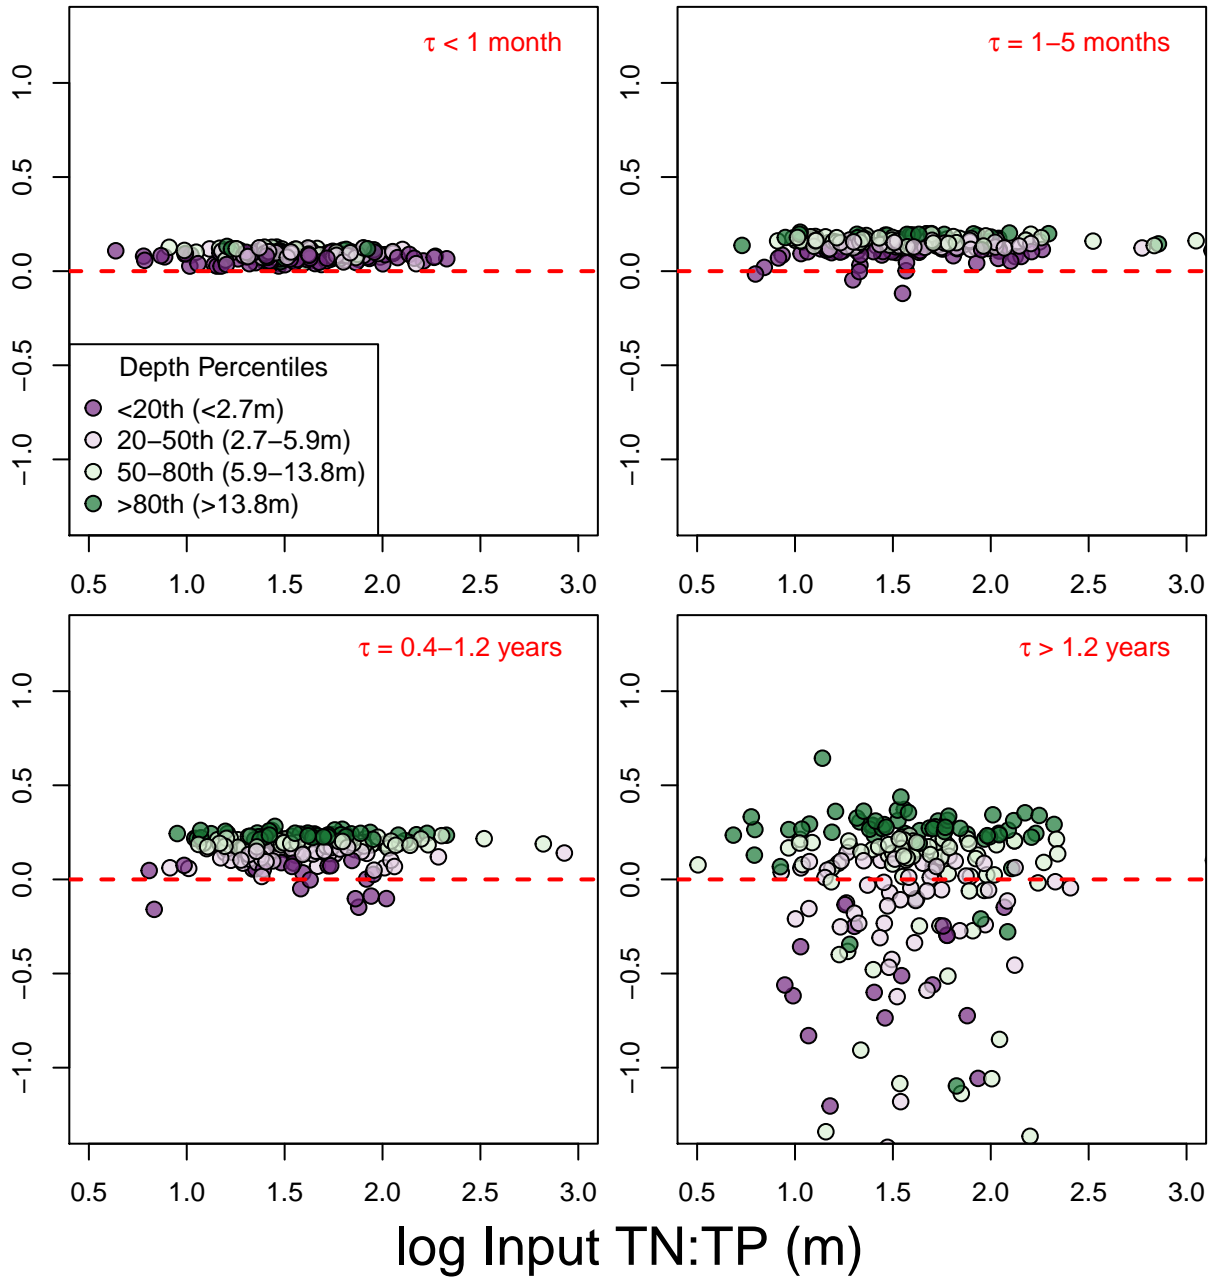 τ < 1 month
1.0
0.5
0.0
−0.5
−1.0
Depth Percentiles
<20th (<2.7m)
20−50th (2.7−5.9m)
50−80th (5.9−13.8m)
>80th (>13.8m)
0.5 1.0 1.5 2.0 2.5 3.0
τ = 1−5 months
1.0
0.5
0.0
−0.5
−1.0
0.5 1.0 1.5 2.0 2.5 3.0
τ = 0.4−1.2 years
1.0
0.5
0.0
−0.5
−1.0
0.5 1.0 1.5 2.0 2.5 3.0
τ > 1.2 years
1.0
0.5
0.0
−0.5
−1.0
0.5 1.0 1.5 2.0 2.5 3.0
log Input TN:TP (m)